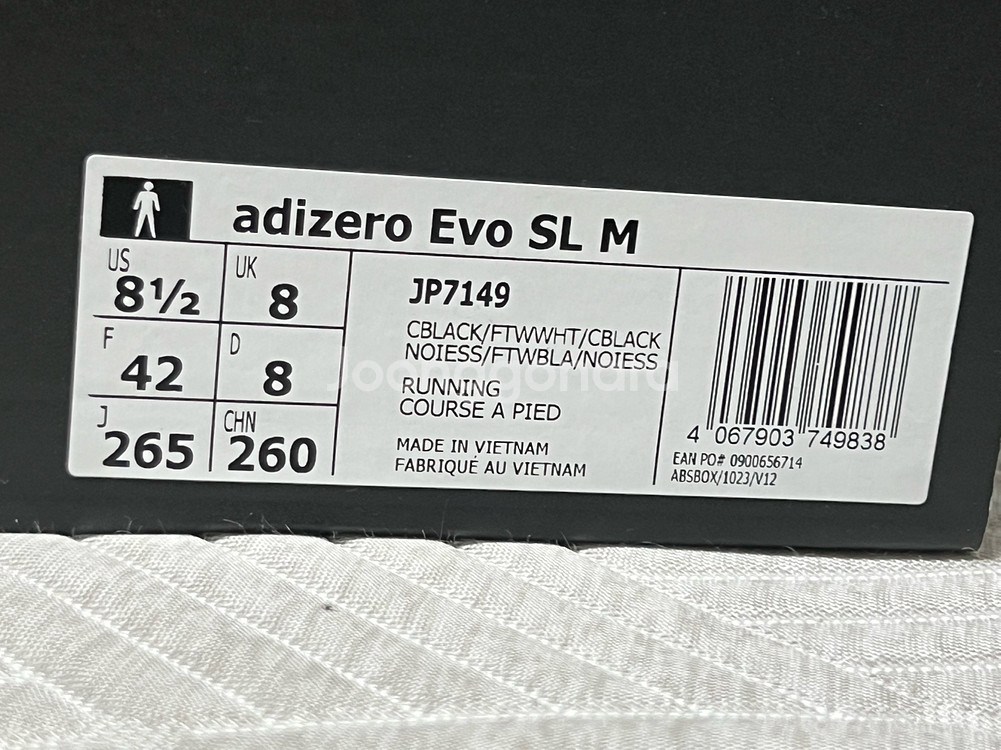 adizero Evo SL M
US
8½
UK
8
F
42
D
8
J
265
CHN
260
JP7149
CBLACK/FTWWHT/CBLACK
NOIESS/FTWBLA/NOIESS
RUNNING
COURSE A PIED
MADE IN VIETNAM
FABRIQUÉ AU VIETNAM
4 067903 749838
EAN PO# 0900656714
ABSBOX/1023/V12
Joonggonara